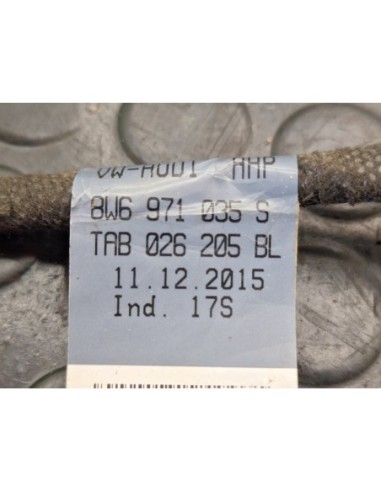 VW-AUDI AHP
8W6 971 035 S
TAB 026 205 BL
11.12.2015
Ind. 17S